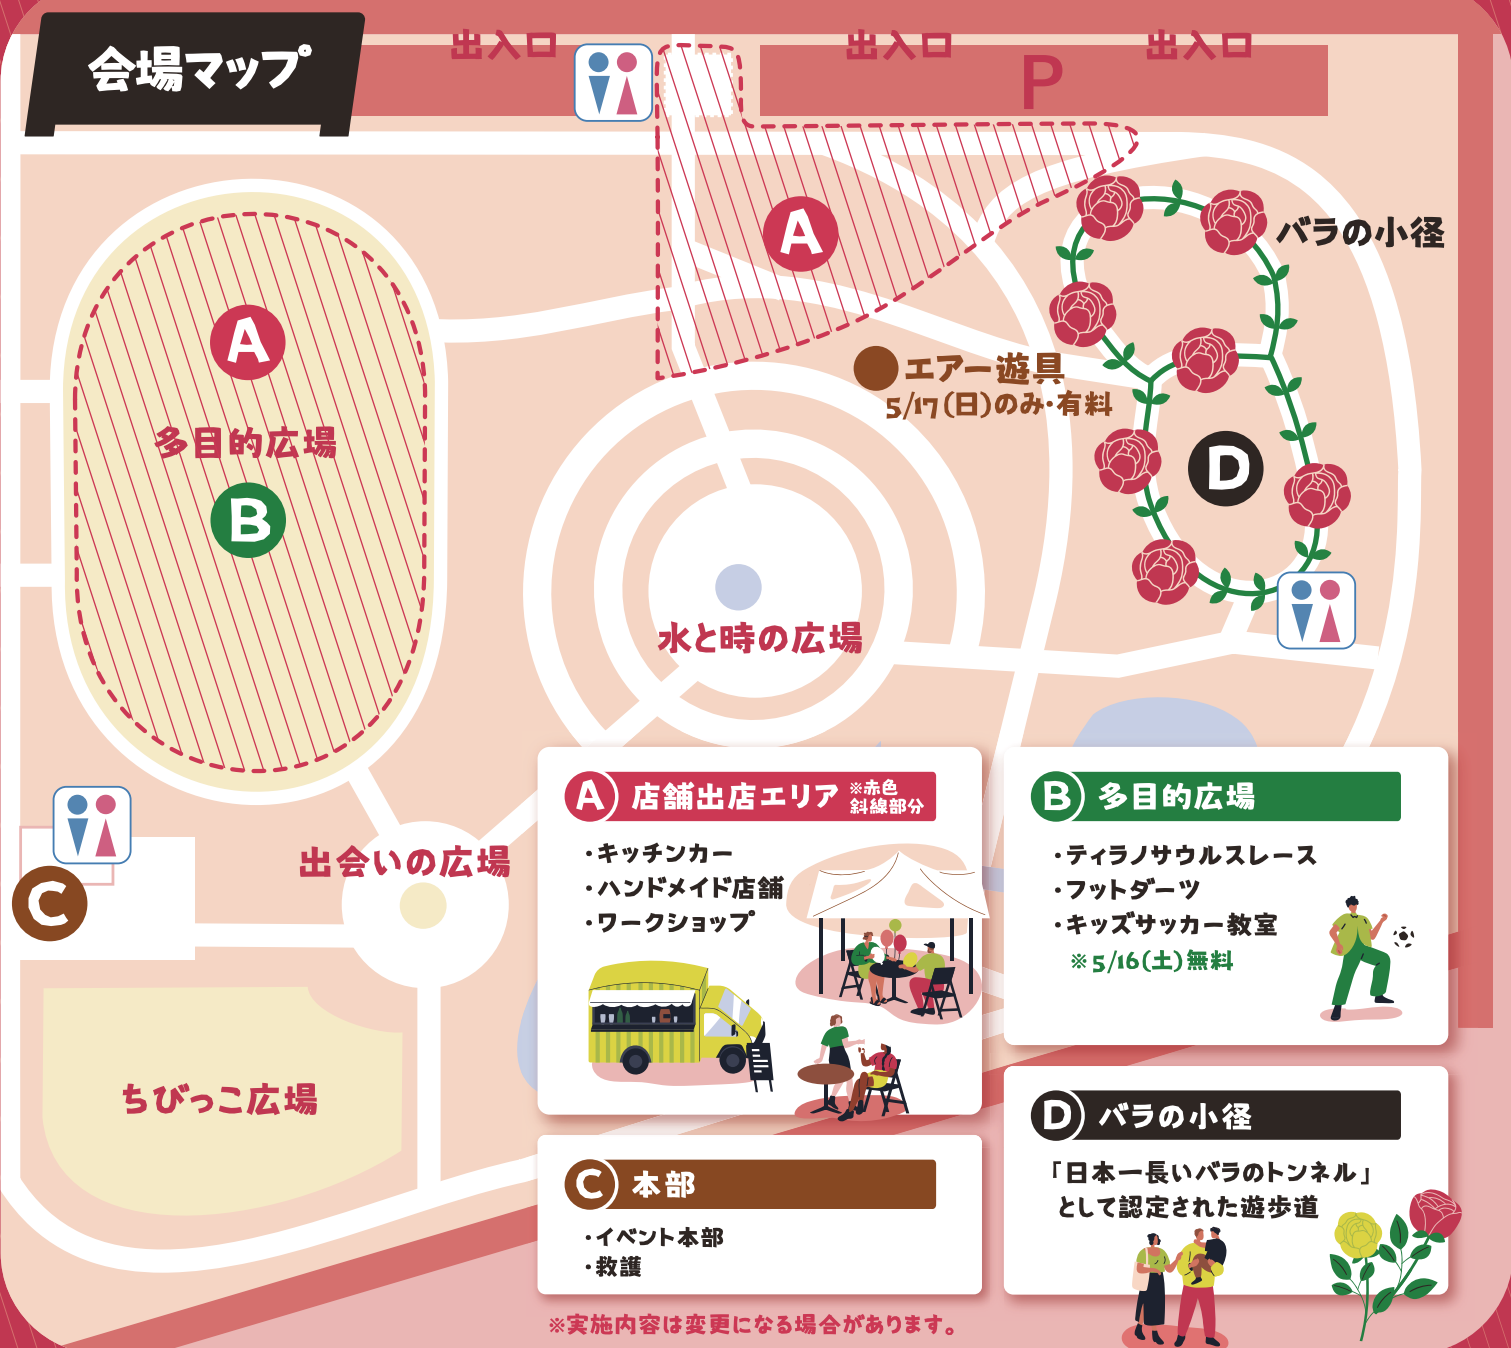 会場マップ
出入口
出入口
出入口
P
A
バラの小径
A
エアー遊具
5/17(日)のみ・有料
多目的広場
D
B
水と時の広場
出会いの広場
C
ちびっこ広場
A 店舗出店エリア ※赤色
斜線部分
・キッチンカー
・ハンドメイド店舗
・ワークショップ
B 多目的広場
・ティラノサウルスレース
・フットダーツ
・キッズサッカー教室
※5/16(土)無料
C 本部
・イベント本部
・救護
D バラの小径
「日本一長いバラのトンネル」
として認定された遊歩道
※実施内容は変更になる場合があります。